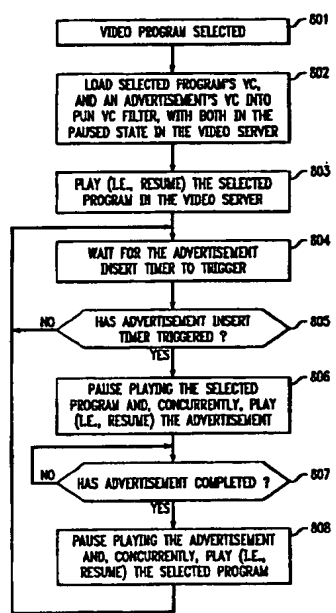 801
VIDEO PROGRAM SELECTED
802
LOAD SELECTED PROGRAM'S VC,
AND AN ADVERTISEMENT'S VC INTO
PUN VC FILTER, WITH BOTH IN THE
PAUSED STATE IN THE VIDEO SERVER
803
PLAY (I.E., RESUME) THE SELECTED
PROGRAM IN THE VIDEO SERVER
804
WAIT FOR THE ADVERTISEMENT
INSERT TIMER TO TRIGGER
805
NO
HAS ADVERTISEMENT INSERT
TIMER TRIGGERED ?
YES
806
PAUSE PLAYING THE SELECTED
PROGRAM AND, CONCURRENTLY, PLAY
(I.E., RESUME) THE ADVERTISEMENT
807
NO
HAS ADVERTISEMENT COMPLETED ?
YES
808
PAUSE PLAYING THE ADVERTISEMENT
AND, CONCURRENTLY, PLAY (I.E.,
RESUME) THE SELECTED PROGRAM